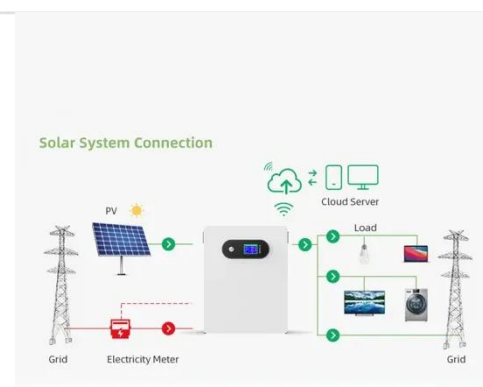 Solar System Connection
Cloud Server
PV
Load
Grid
Electricity Meter
Grid